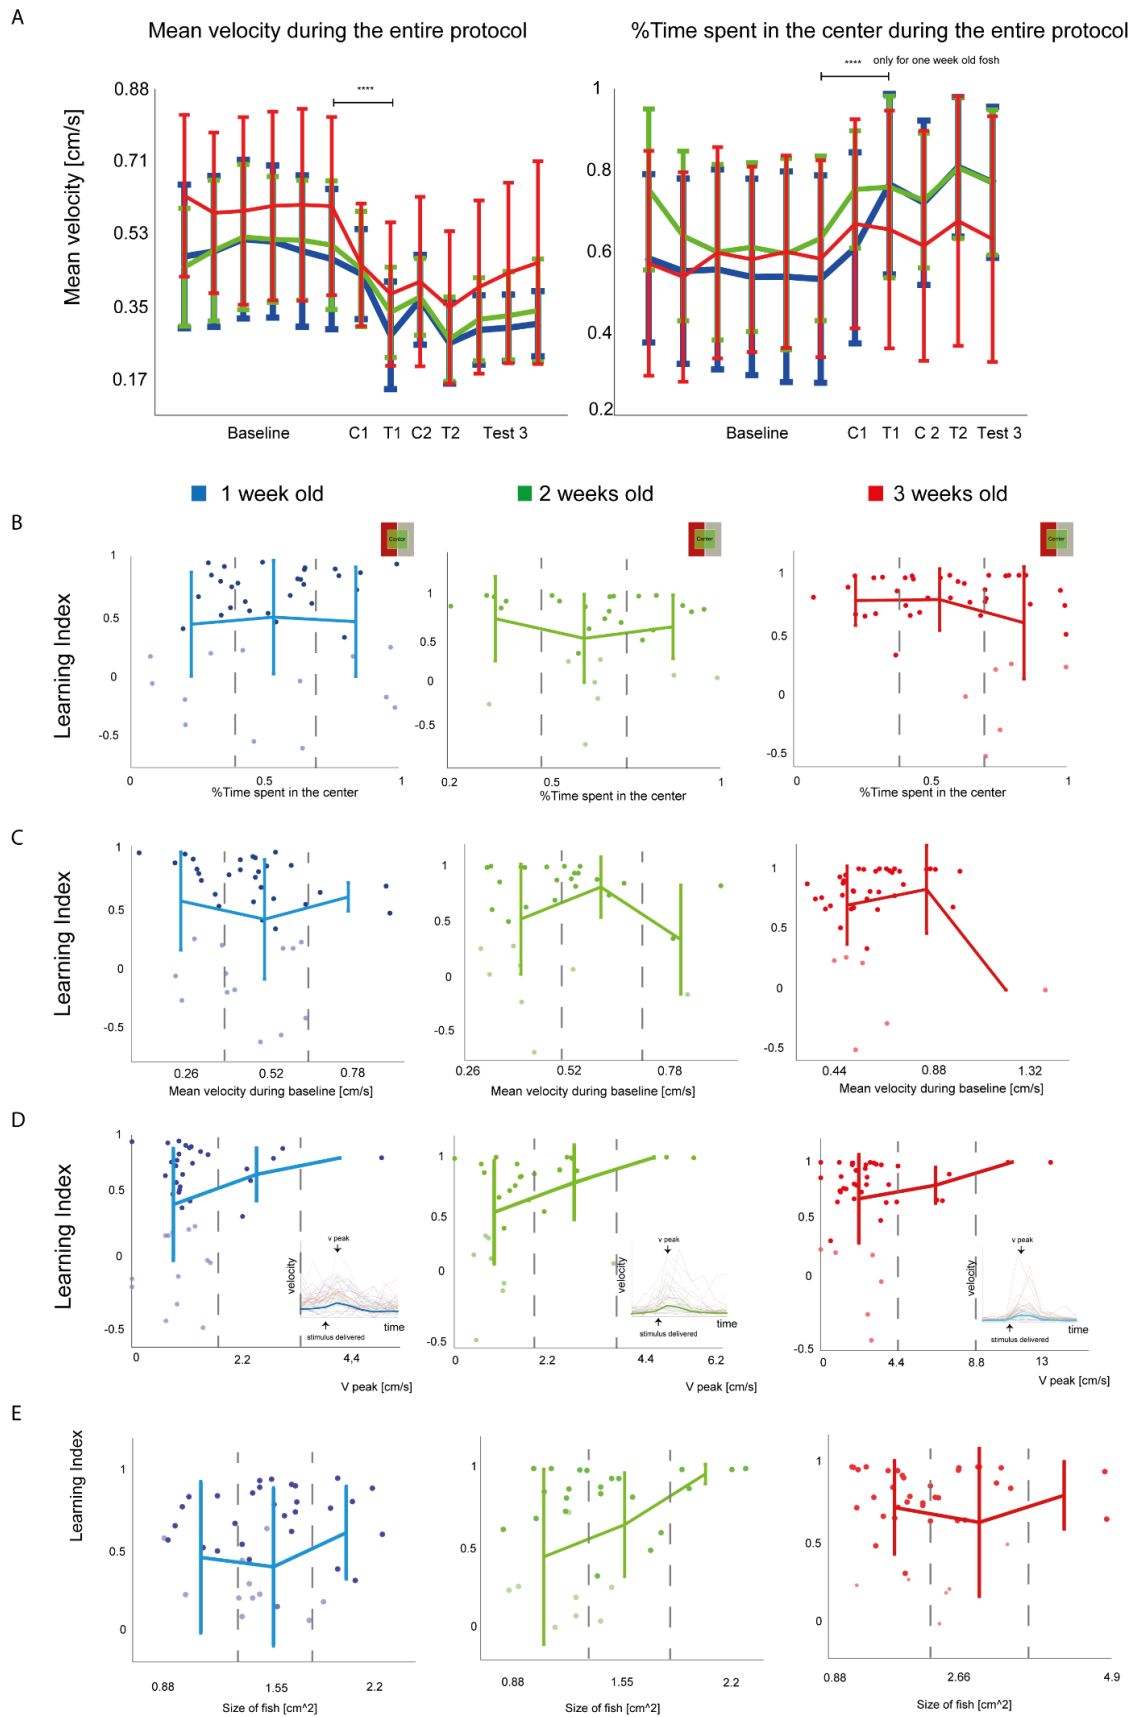 A
Mean velocity during the entire protocol
%Time spent in the center during the entire protocol
**** only for one week old fosh
****
0.88
0.71
0.53
0.35
0.17
Mean velocity [cm/s]
Baseline C1 T1 C2 T2 Test 3
1
0.8
0.6
0.4
0.2
Baseline C1 T1 C 2 T2 Test 3
1 week old
2 weeks old
3 weeks old
B
Learning Index
Center
1
0.5
0
-0.5
0 0.5 1
%Time spent in the center
Center
1
0.5
0
-0.5
0.2 0.5 1
%Time spent in the center
Center
1
0.5
0
-0.5
0 0.5 1
%Time spent in the center
C
Learning Index
1
0.5
0
-0.5
0.26 0.52 0.78
Mean velocity during baseline [cm/s]
1
0.5
0
-0.5
0.26 0.52 0.78
Mean velocity during baseline [cm/s]
1
0.5
0
-0.5
0.44 0.88 1.32
Mean velocity during baseline [cm/s]
D
Learning Index
1
0.5
0
-0.5
v peak
velocity
time
stimulus delivered
0 2.2 4,4
V peak [cm/s]
1
0.5
0
-0.5
v peak
velocity
time
stimulus delivered
0 2.2 4.4 6.2
V peak [cm/s]
1
0.5
0
-0.5
v peak
velocity
time
stimulus delivered
0 4.4 8.8 13
V peak [cm/s]
E
Learning Index
1
0.5
0
0.88 1.55 2.2
Size of fish [cm^2]
1
0.5
0
0.88 1.55 2.2
Size of fish [cm^2]
1
0.5
0
0.88 2.66 4.9
Size of fish [cm^2]